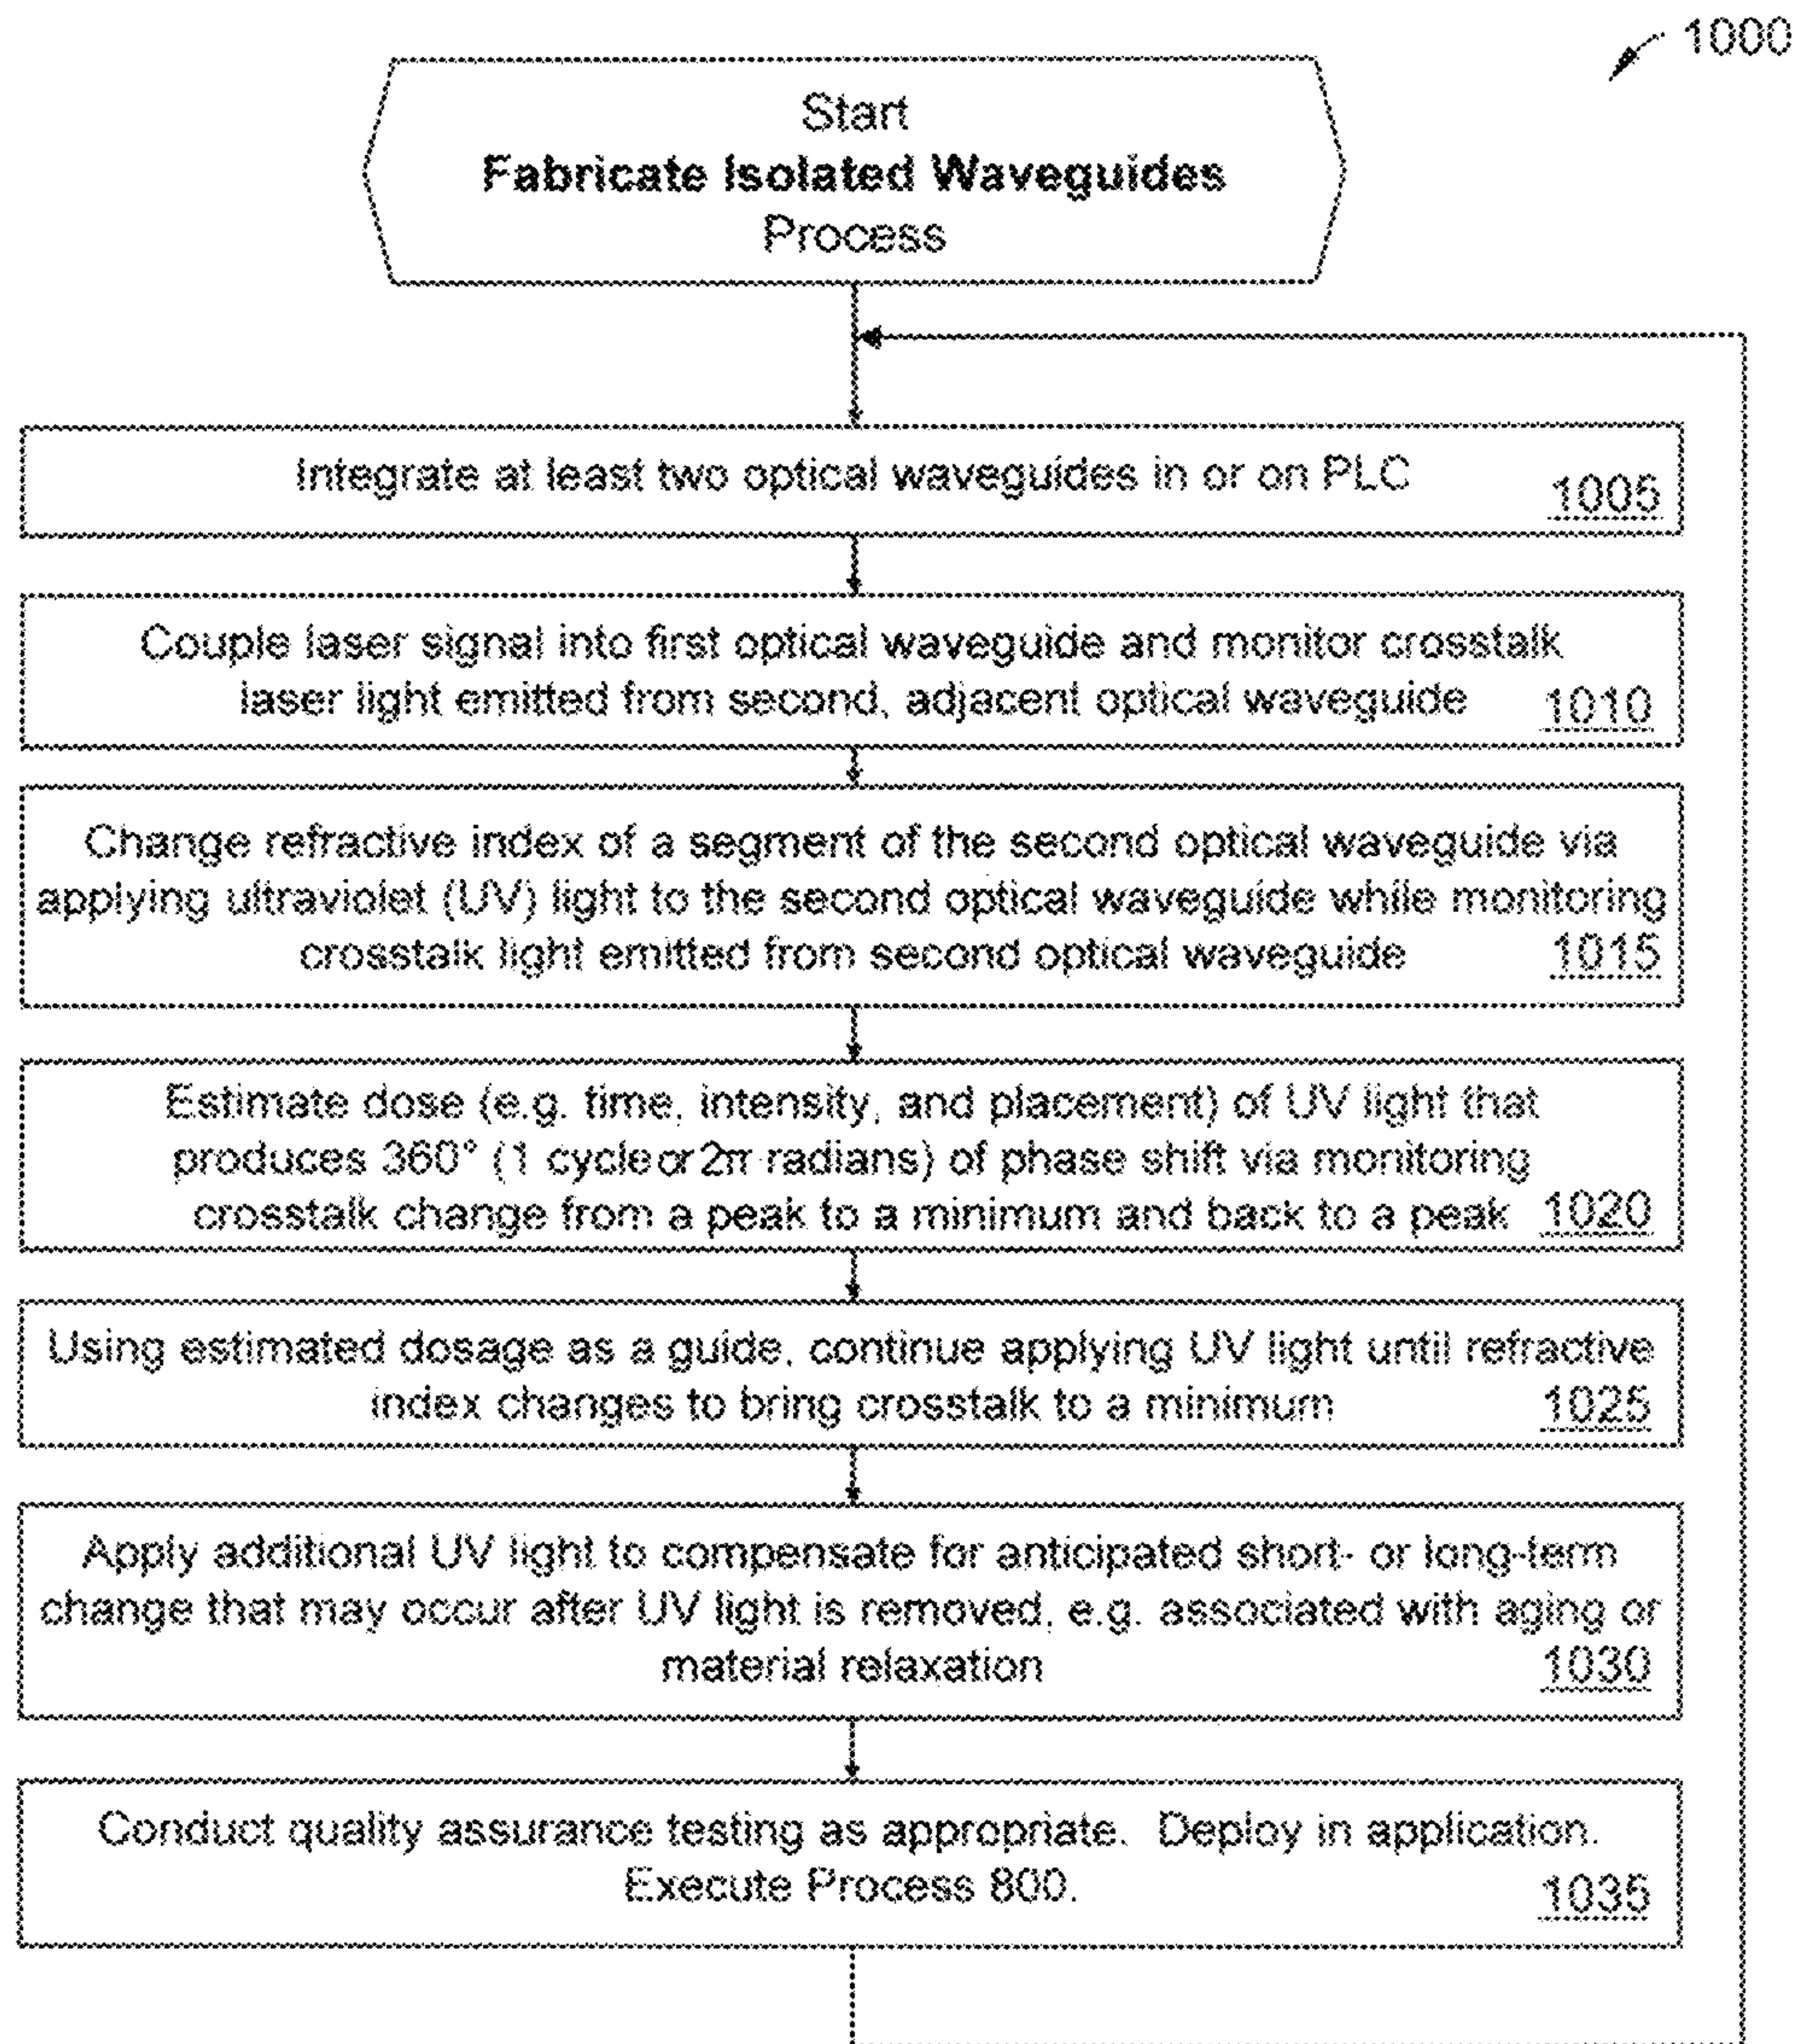 1000
Start
Fabricate Isolated Waveguides
Process
Integrate at least two optical waveguides in or on PLC
1005
Couple laser signal into first optical waveguide and monitor crosstalk
laser light emitted from second, adjacent optical waveguide
1010
Change refractive index of a segment of the second optical waveguide via
applying ultraviolet (UV) light to the second optical waveguide while monitoring
crosstalk light emitted from second optical waveguide
1015
Estimate dose (e.g. time, intensity, and placement) of UV light that
produces 360° (1 cycle or 2π radians) of phase shift via monitoring
crosstalk change from a peak to a minimum and back to a peak
1020
Using estimated dosage as a guide, continue applying UV light until refractive
index changes to bring crosstalk to a minimum
1025
Apply additional UV light to compensate for anticipated short- or long-term
change that may occur after UV light is removed, e.g. associated with aging or
material relaxation
1030
Conduct quality assurance testing as appropriate. Deploy in application.
Execute Process 800.
1035